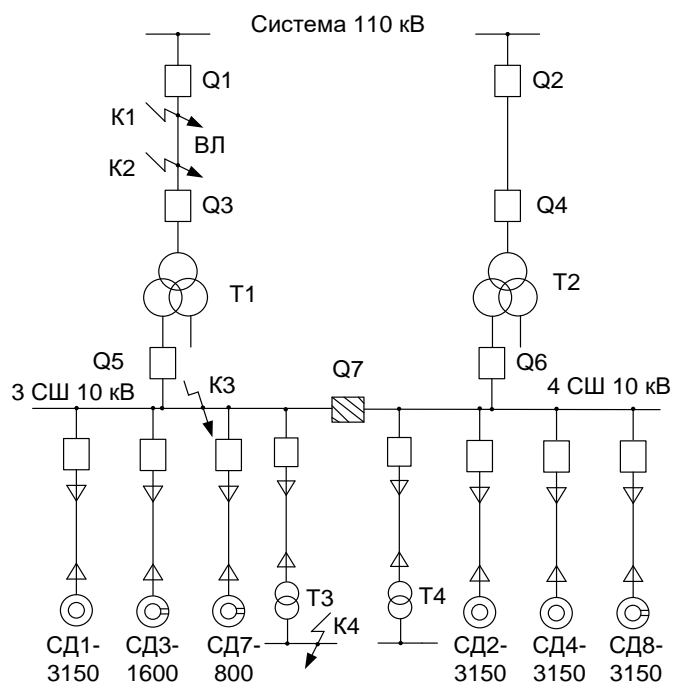 Система 110 кВ
Q1
Q2
К1
ВЛ
К2
Q3
Q4
Т1
Т2
Q5
К3
Q7
Q6
3 СШ 10 кВ
4 СШ 10 кВ
Т3
К4
Т4
СД1-
3150
СД3-
1600
СД7-
800
СД2-
3150
СД4-
3150
СД8-
3150